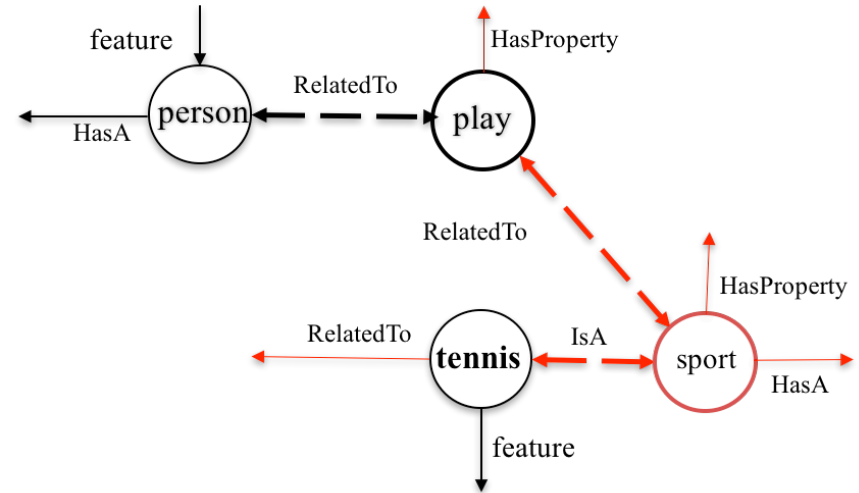 feature
HasProperty
RelatedTo
person
play
HasA
RelatedTo
HasProperty
RelatedTo
IsA
tennis
sport
HasA
feature